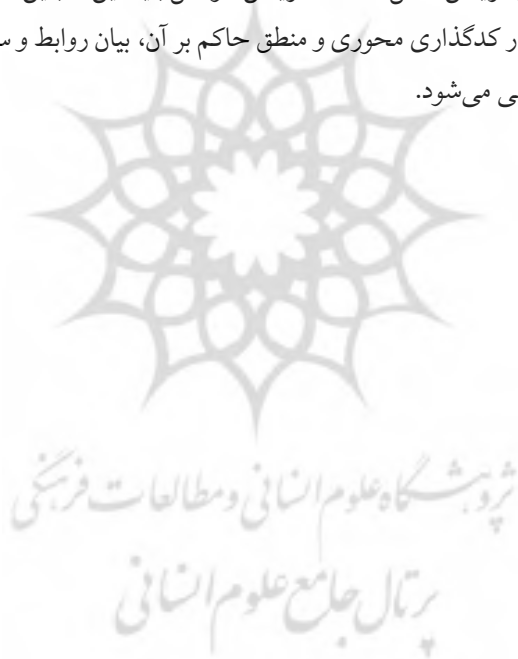 ر کدگذاری محوری و منطق حاکم بر آن، بیان روابط و س
ی می‌شود.
پژوهشگاه علوم انسانی و مطالعات فرهنگی
پرتال جامع علوم انسانی